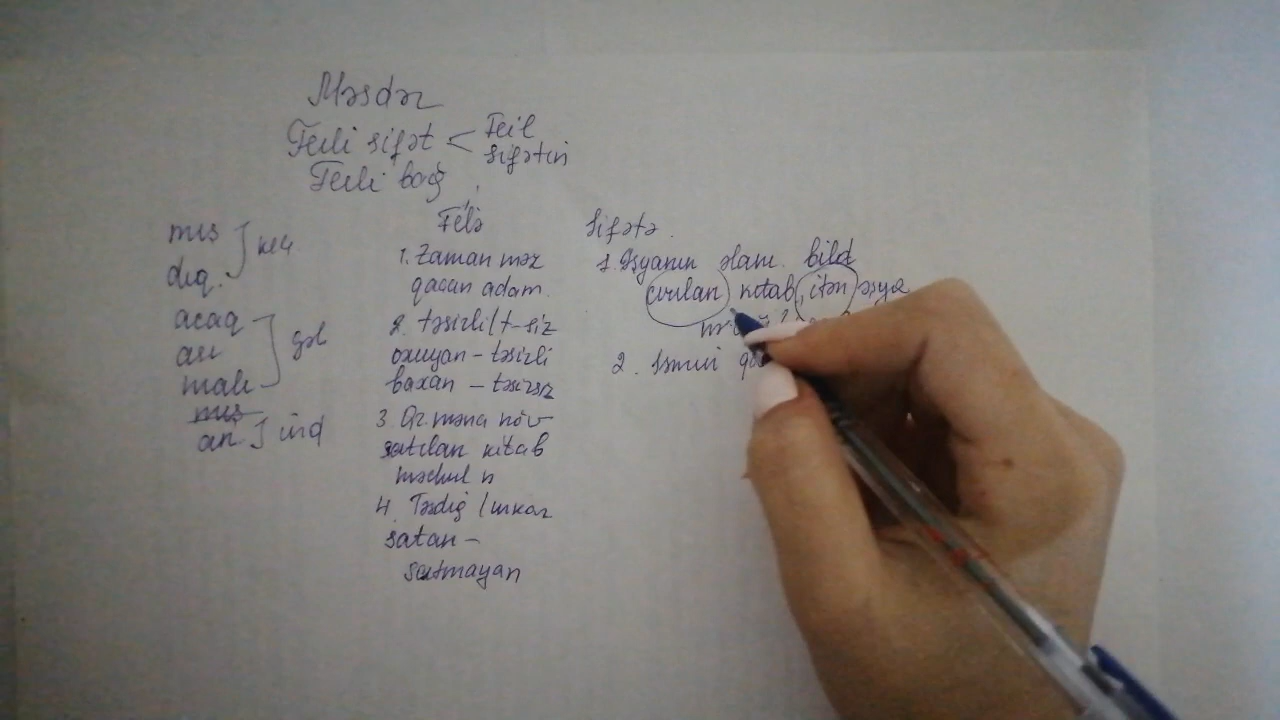 Məsdər
Feili sifət < Feil
sifətin
Feili bağ
mış ] keç
dıq.
acaq ] gəl
ası
malı
mış
an ] ind
Felə
1. Zaman məz
qaçan adam.
2. təsirli/t-siz
oxuyan - təsirli
baxan - təsirsiz
3. Qr. məna növ
satılan kitab
məchul n
4. Təsdiq / inkar
satan -
satmayan
Sifətə.
1. Əşyanın əlam. bild
cırılan kitab, itən əşya
2. İsmin